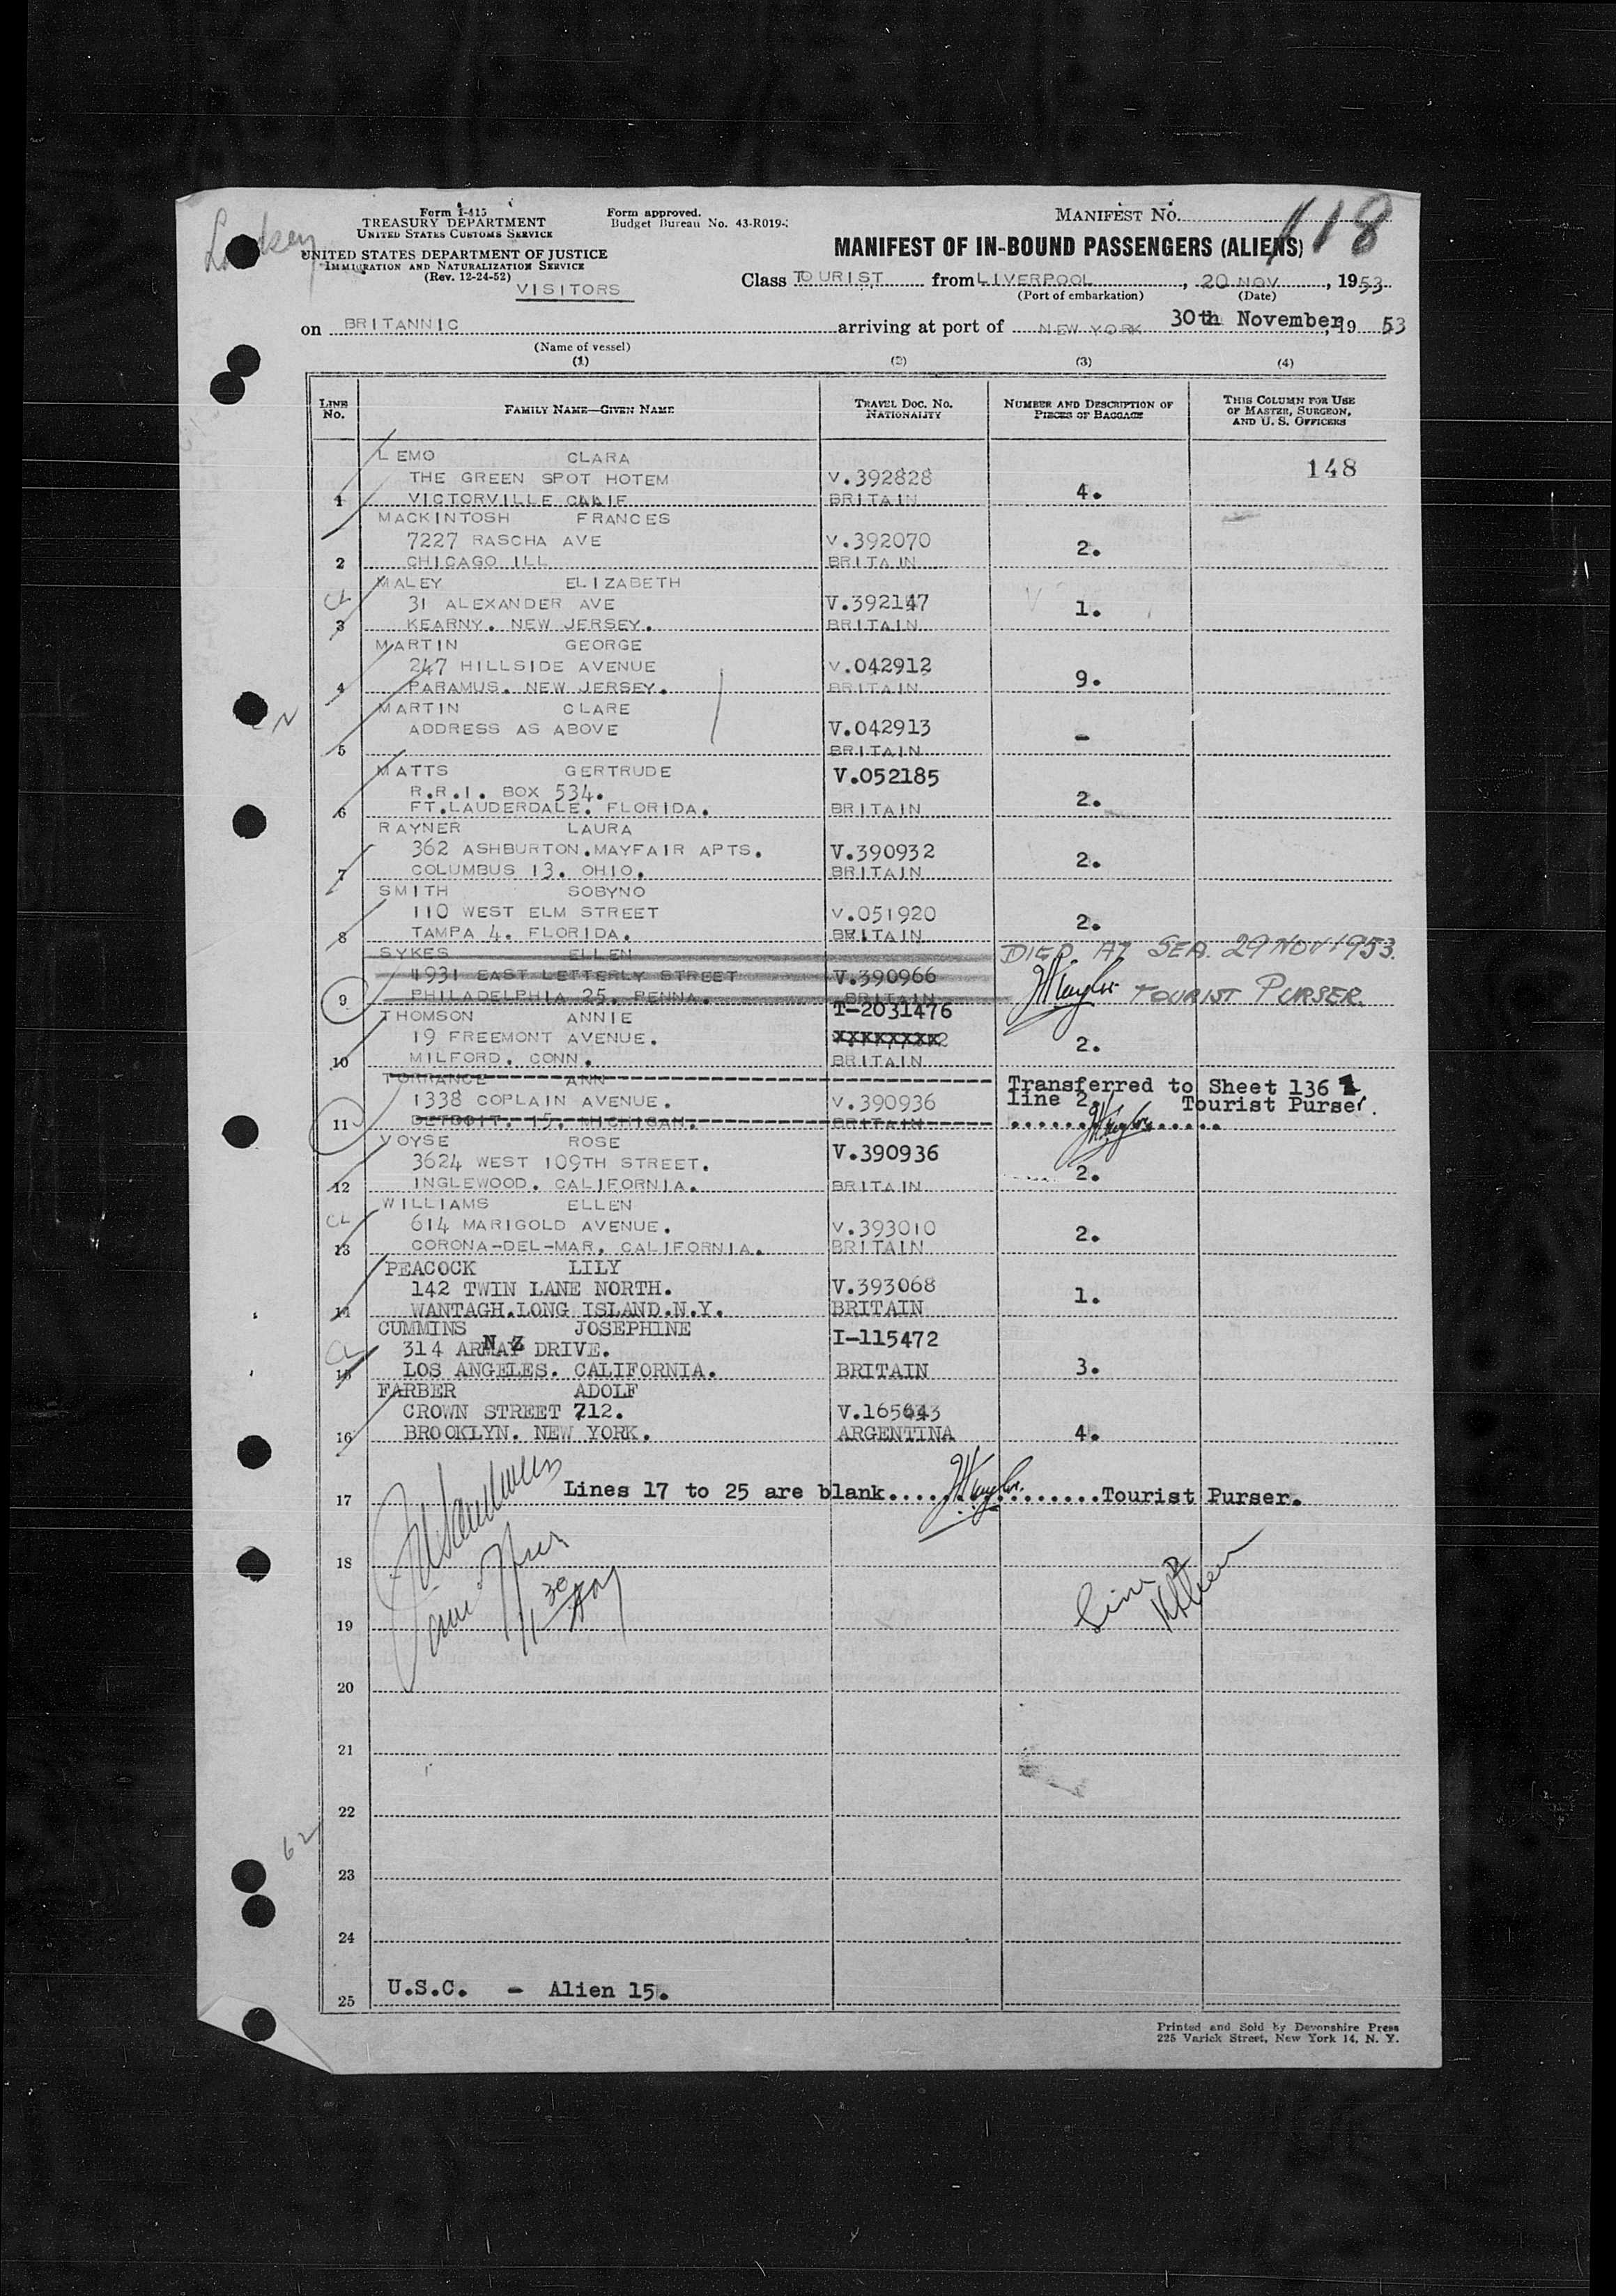 Form I-415
TREASURY DEPARTMENT
UNITED STATES CUSTOMS SERVICE
UNITED STATES DEPARTMENT OF JUSTICE
IMMIGRATION AND NATURALIZATION SERVICE
(Rev. 12-24-52)
VISITORS
Form approved.
Budget Bureau No. 43-R019-
MANIFEST No. 118
MANIFEST OF IN-BOUND PASSENGERS (ALIENS)
Class TOURIST from LIVERPOOL, 20 NOV, 1953
(Port of embarkation) (Date)
on BRITANNIC arriving at port of NEW YORK 30th November, 19 53
(Name of vessel)
(1) (2) (3) (4)
LINE No. FAMILY NAME—GIVEN NAME TRAVEL DOC. NO. NATIONALITY NUMBER AND DESCRIPTION OF PIECES OF BAGGAGE THIS COLUMN FOR USE OF MASTER, SURGEON, AND U. S. OFFICERS
LEMO CLARA 148
THE GREEN SPOT HOTEM V.392828
1 VICTORVILLE CALIF BRITAIN 4.
MACKINTOSH FRANCES
7227 RASCHA AVE V.392070
2 CHICAGO ILL BRITAIN 2.
MALEY ELIZABETH
CL 31 ALEXANDER AVE V.392147
3 KEARNY. NEW JERSEY. BRITAIN 1.
MARTIN GEORGE
247 HILLSIDE AVENUE V.042912
4 PARAMUS. NEW JERSEY. BRITAIN 9.
MARTIN CLARE
ADDRESS AS ABOVE V.042913
5 BRITAIN -
MATTS GERTRUDE V.052185
R.R.1. BOX 534.
6 FT.LAUDERDALE. FLORIDA. BRITAIN 2.
RAYNER LAURA
362 ASHBURTON.MAYFAIR APTS. V.390932
7 COLUMBUS 13. OHIO. BRITAIN 2.
SMITH SOBYNO
110 WEST ELM STREET V.051920
8 TAMPA 4. FLORIDA. BRITAIN 2.
SYKES ELLEN DIED AT SEA. 29 NOV 1953.
4931 EAST LETTERLY STREET V.390966
9 PHILADELPHIA 25. PENNA. BRITAIN TOURIST PURSER.
THOMSON ANNIE T-2031476
19 FREEMONT AVENUE. XXXXXXXX
10 MILFORD. CONN. BRITAIN 2.
TORRANCE ANN Transferred to Sheet 136
1338 COPLAIN AVENUE. V.390936 line 2. Tourist Purser.
11 DETROIT. 15. MICHIGAN. BRITAIN
VOYSE ROSE V.390936
3624 WEST 109TH STREET.
12 INGLEWOOD. CALIFORNIA. BRITAIN 2.
WILLIAMS ELLEN
CL 614 MARIGOLD AVENUE. V.393010
13 CORONA-DEL-MAR. CALIFORNIA. BRITAIN 2.
PEACOCK LILY
142 TWIN LANE NORTH. V.393068
14 WANTAGH.LONG ISLAND.N.Y. BRITAIN 1.
CUMMINS JOSEPHINE I-115472
CL 314 ARNAZ DRIVE.
15 LOS ANGELES. CALIFORNIA. BRITAIN 3.
FARBER ADOLF
CROWN STREET 712. V.165643
16 BROOKLYN. NEW YORK. ARGENTINA 4.
17 Lines 17 to 25 are blank..................Tourist Purser.
18
19
20
21
22
62
23
24
25 U.S.C. - Alien 15.
Printed and Sold by Devonshire Press
225 Varick Street, New York 14, N. Y.